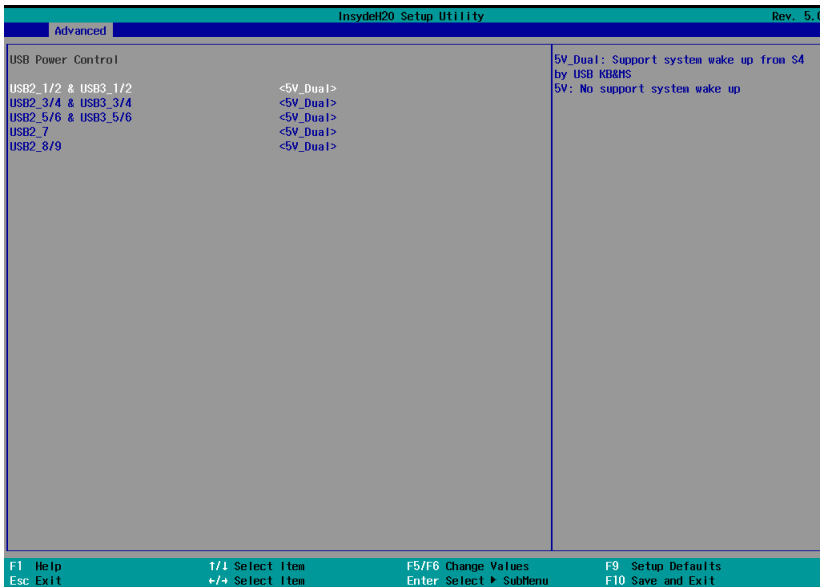 InsydeH20 Setup Utility Rev. 5.0
Advanced
USB Power Control
USB2_1/2 & USB3_1/2 <5V_Dual>
USB2_3/4 & USB3_3/4 <5V_Dual>
USB2_5/6 & USB3_5/6 <5V_Dual>
USB2_7 <5V_Dual>
USB2_8/9 <5V_Dual>
5V_Dual: Support system wake up from S4
by USB KB&MS
5V: No support system wake up
F1 Help ↑/↓ Select Item F5/F6 Change Values F9 Setup Defaults
Esc Exit ←/→ Select Item Enter Select ▶ SubMenu F10 Save and Exit